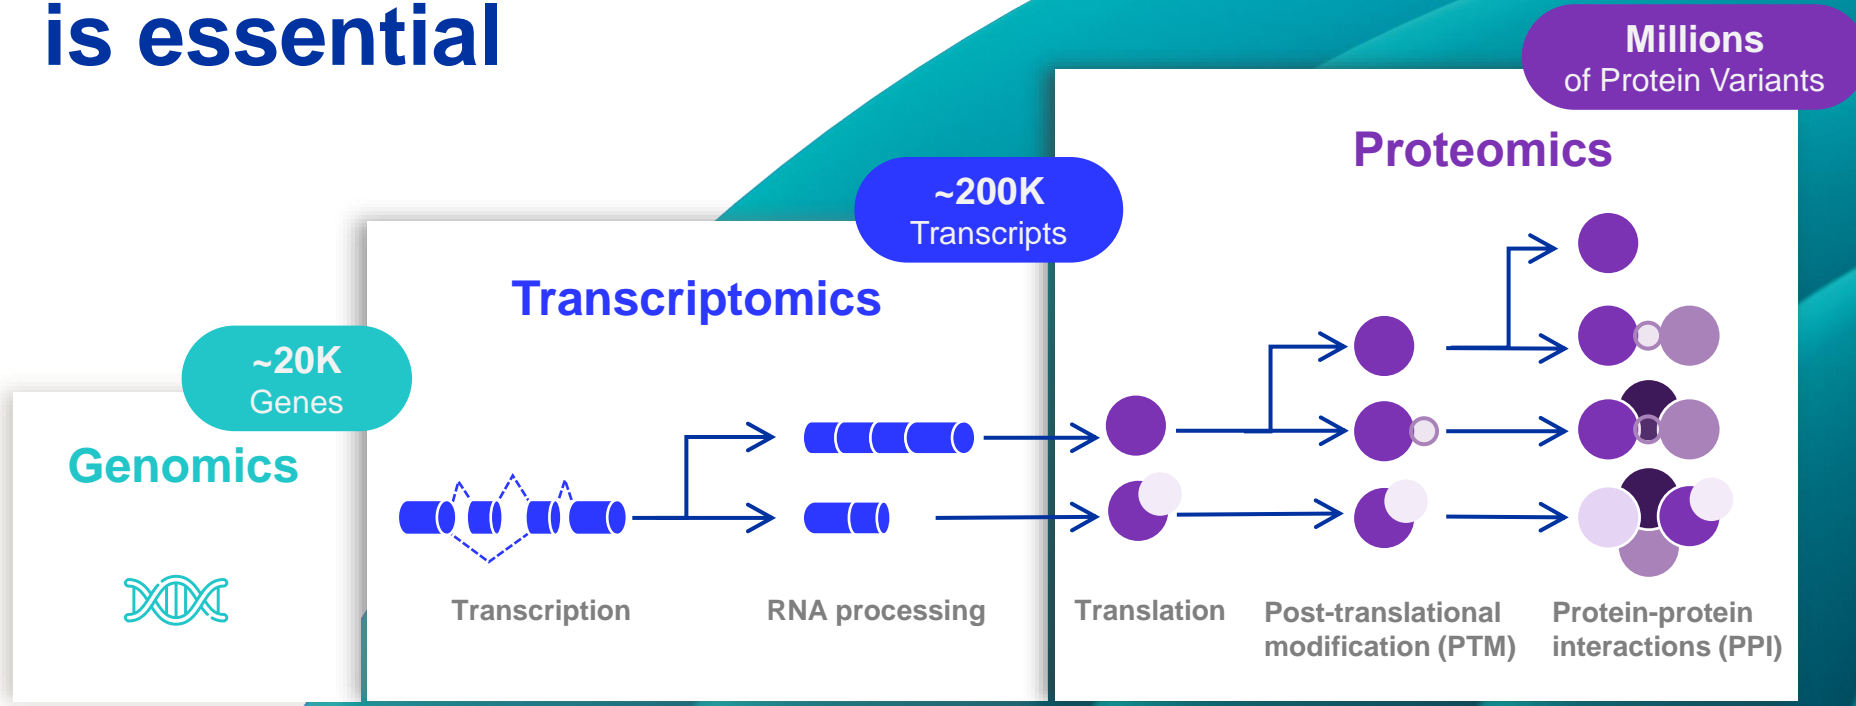 is essential
Millions
of Protein Variants
Proteomics
~200K
Transcripts
Transcriptomics
~20K
Genes
Genomics
Transcription
RNA processing
Translation
Post-translational
modification (PTM)
Protein-protein
interactions (PPI)